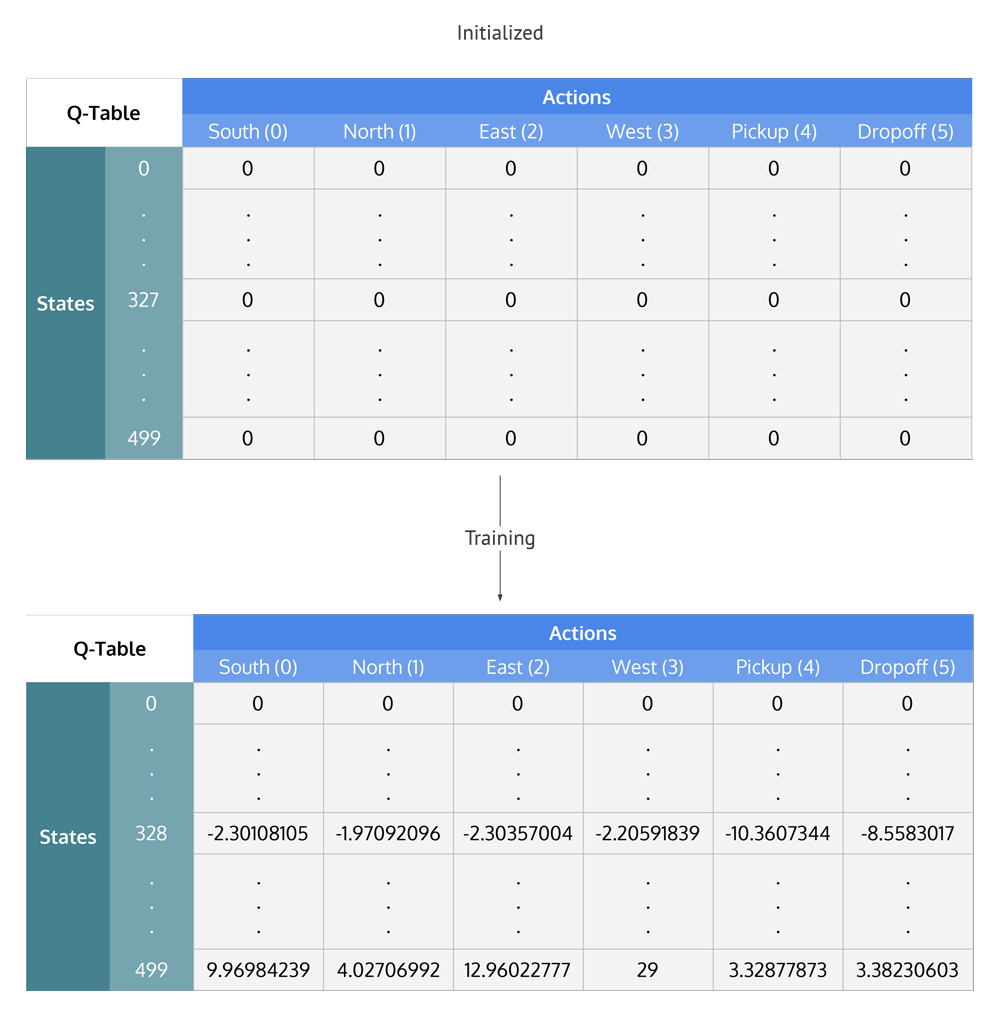 Initialized
Q-Table
Actions
South (0) North (1) East (2) West (3) Pickup (4) Dropoff (5)
0 0 0 0 0 0 0
. . . . . . .
. . . . . . .
. . . . . . .
States 327 0 0 0 0 0 0
. . . . . . .
. . . . . . .
. . . . . . .
499 0 0 0 0 0 0
Training
Q-Table
Actions
South (0) North (1) East (2) West (3) Pickup (4) Dropoff (5)
0 0 0 0 0 0 0
. . . . . . .
. . . . . . .
. . . . . . .
States 328 -2.30108105 -1.97092096 -2.30357004 -2.20591839 -10.3607344 -8.5583017
. . . . . . .
. . . . . . .
. . . . . . .
499 9.96984239 4.02706992 12.96022777 29 3.32877873 3.38230603